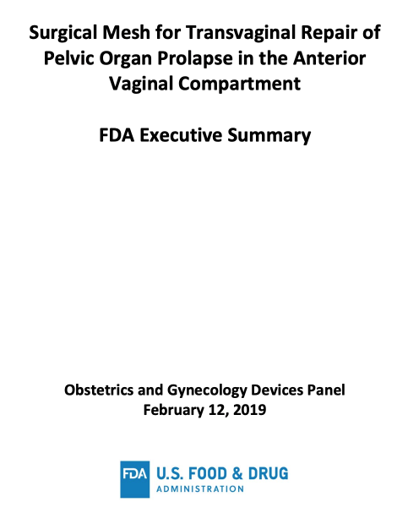 Surgical Mesh for Transvaginal Repair of
Pelvic Organ Prolapse in the Anterior
Vaginal Compartment
FDA Executive Summary
Obstetrics and Gynecology Devices Panel
February 12, 2019
FDA U.S. FOOD & DRUG
ADMINISTRATION